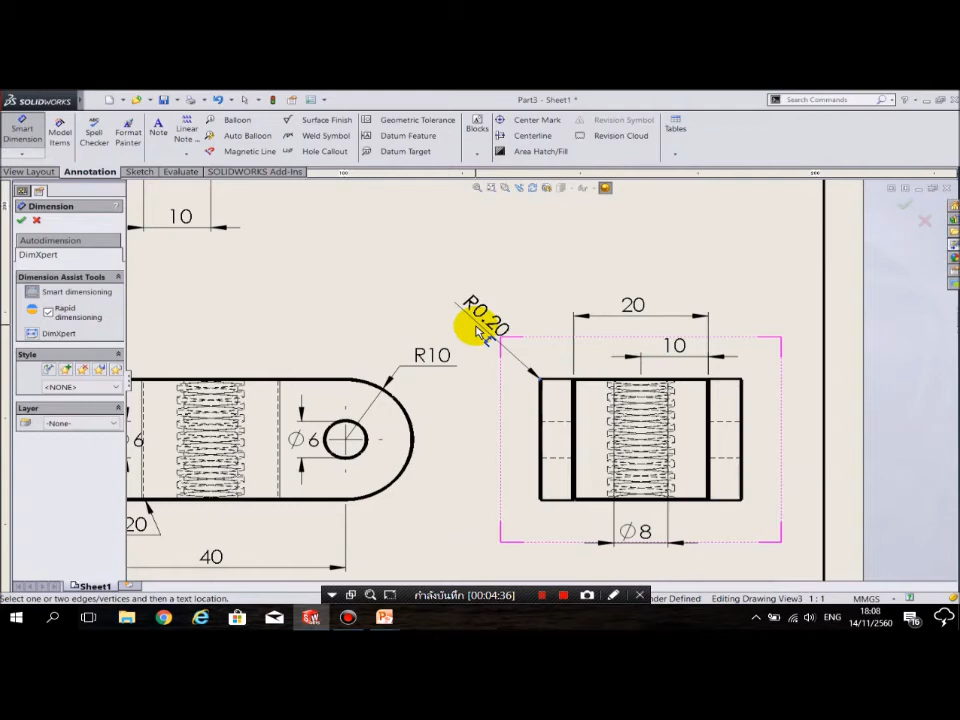 SOLIDWORKS
Part3 - Sheet1 *
Search Commands
Smart Dimension
Model Items
Spell Checker
Format Painter
Note
Linear Note ...
Balloon
Auto Balloon
Magnetic Line
Surface Finish
Weld Symbol
Hole Callout
Geometric Tolerance
Datum Feature
Datum Target
Blocks
Center Mark
Centerline
Area Hatch/Fill
Revision Symbol
Revision Cloud
Tables
View Layout
Annotation
Sketch
Evaluate
SOLIDWORKS Add-Ins
Dimension
Autodimension
DimXpert
Dimension Assist Tools
Smart dimensioning
Rapid dimensioning
DimXpert
Style
<NONE>
Layer
-None-
10
R0.20
20
10
R10
∅6
6
∅8
20
40
Sheet1
Select one or two edges/vertices and then a text location.
กำลังบันทึก [00:04:36]
nder Defined
Editing Drawing View3
1 : 1
MMGS
ENG
18:08
14/11/2560
16